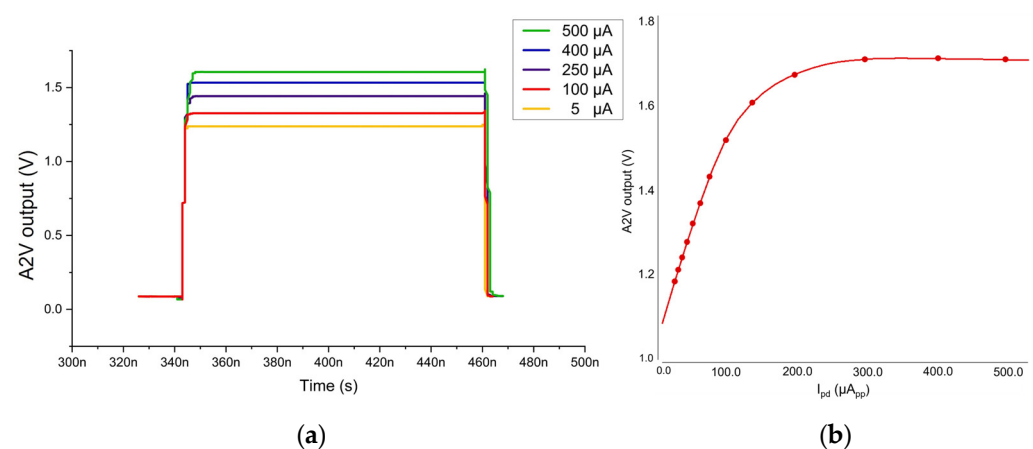 500 µA
400 µA
250 µA
100 µA
5 µA
A2V output (V)
1.5
1.0
0.5
0.0
300n 320n 340n 360n 380n 400n 420n 440n 460n 480n 500n
Time (s)
(a)
A2V output (V)
1.8
1.6
1.4
1.2
1.0
0.0 100.0 200.0 300.0 400.0 500.0
Ipd (µApp)
(b)